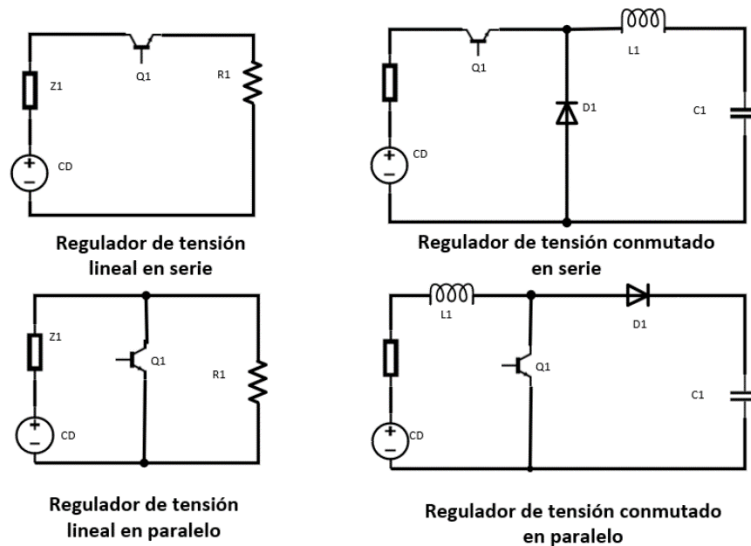 Z1
Q1
R1
+
−
CD
Regulador de tensión
lineal en serie
Q1
L1
D1
C1
+
−
CD
Regulador de tensión conmutado
en serie
Z1
Q1
R1
+
−
CD
Regulador de tensión
lineal en paralelo
L1
D1
Q1
C1
+
−
CD
Regulador de tensión conmutado
en paralelo